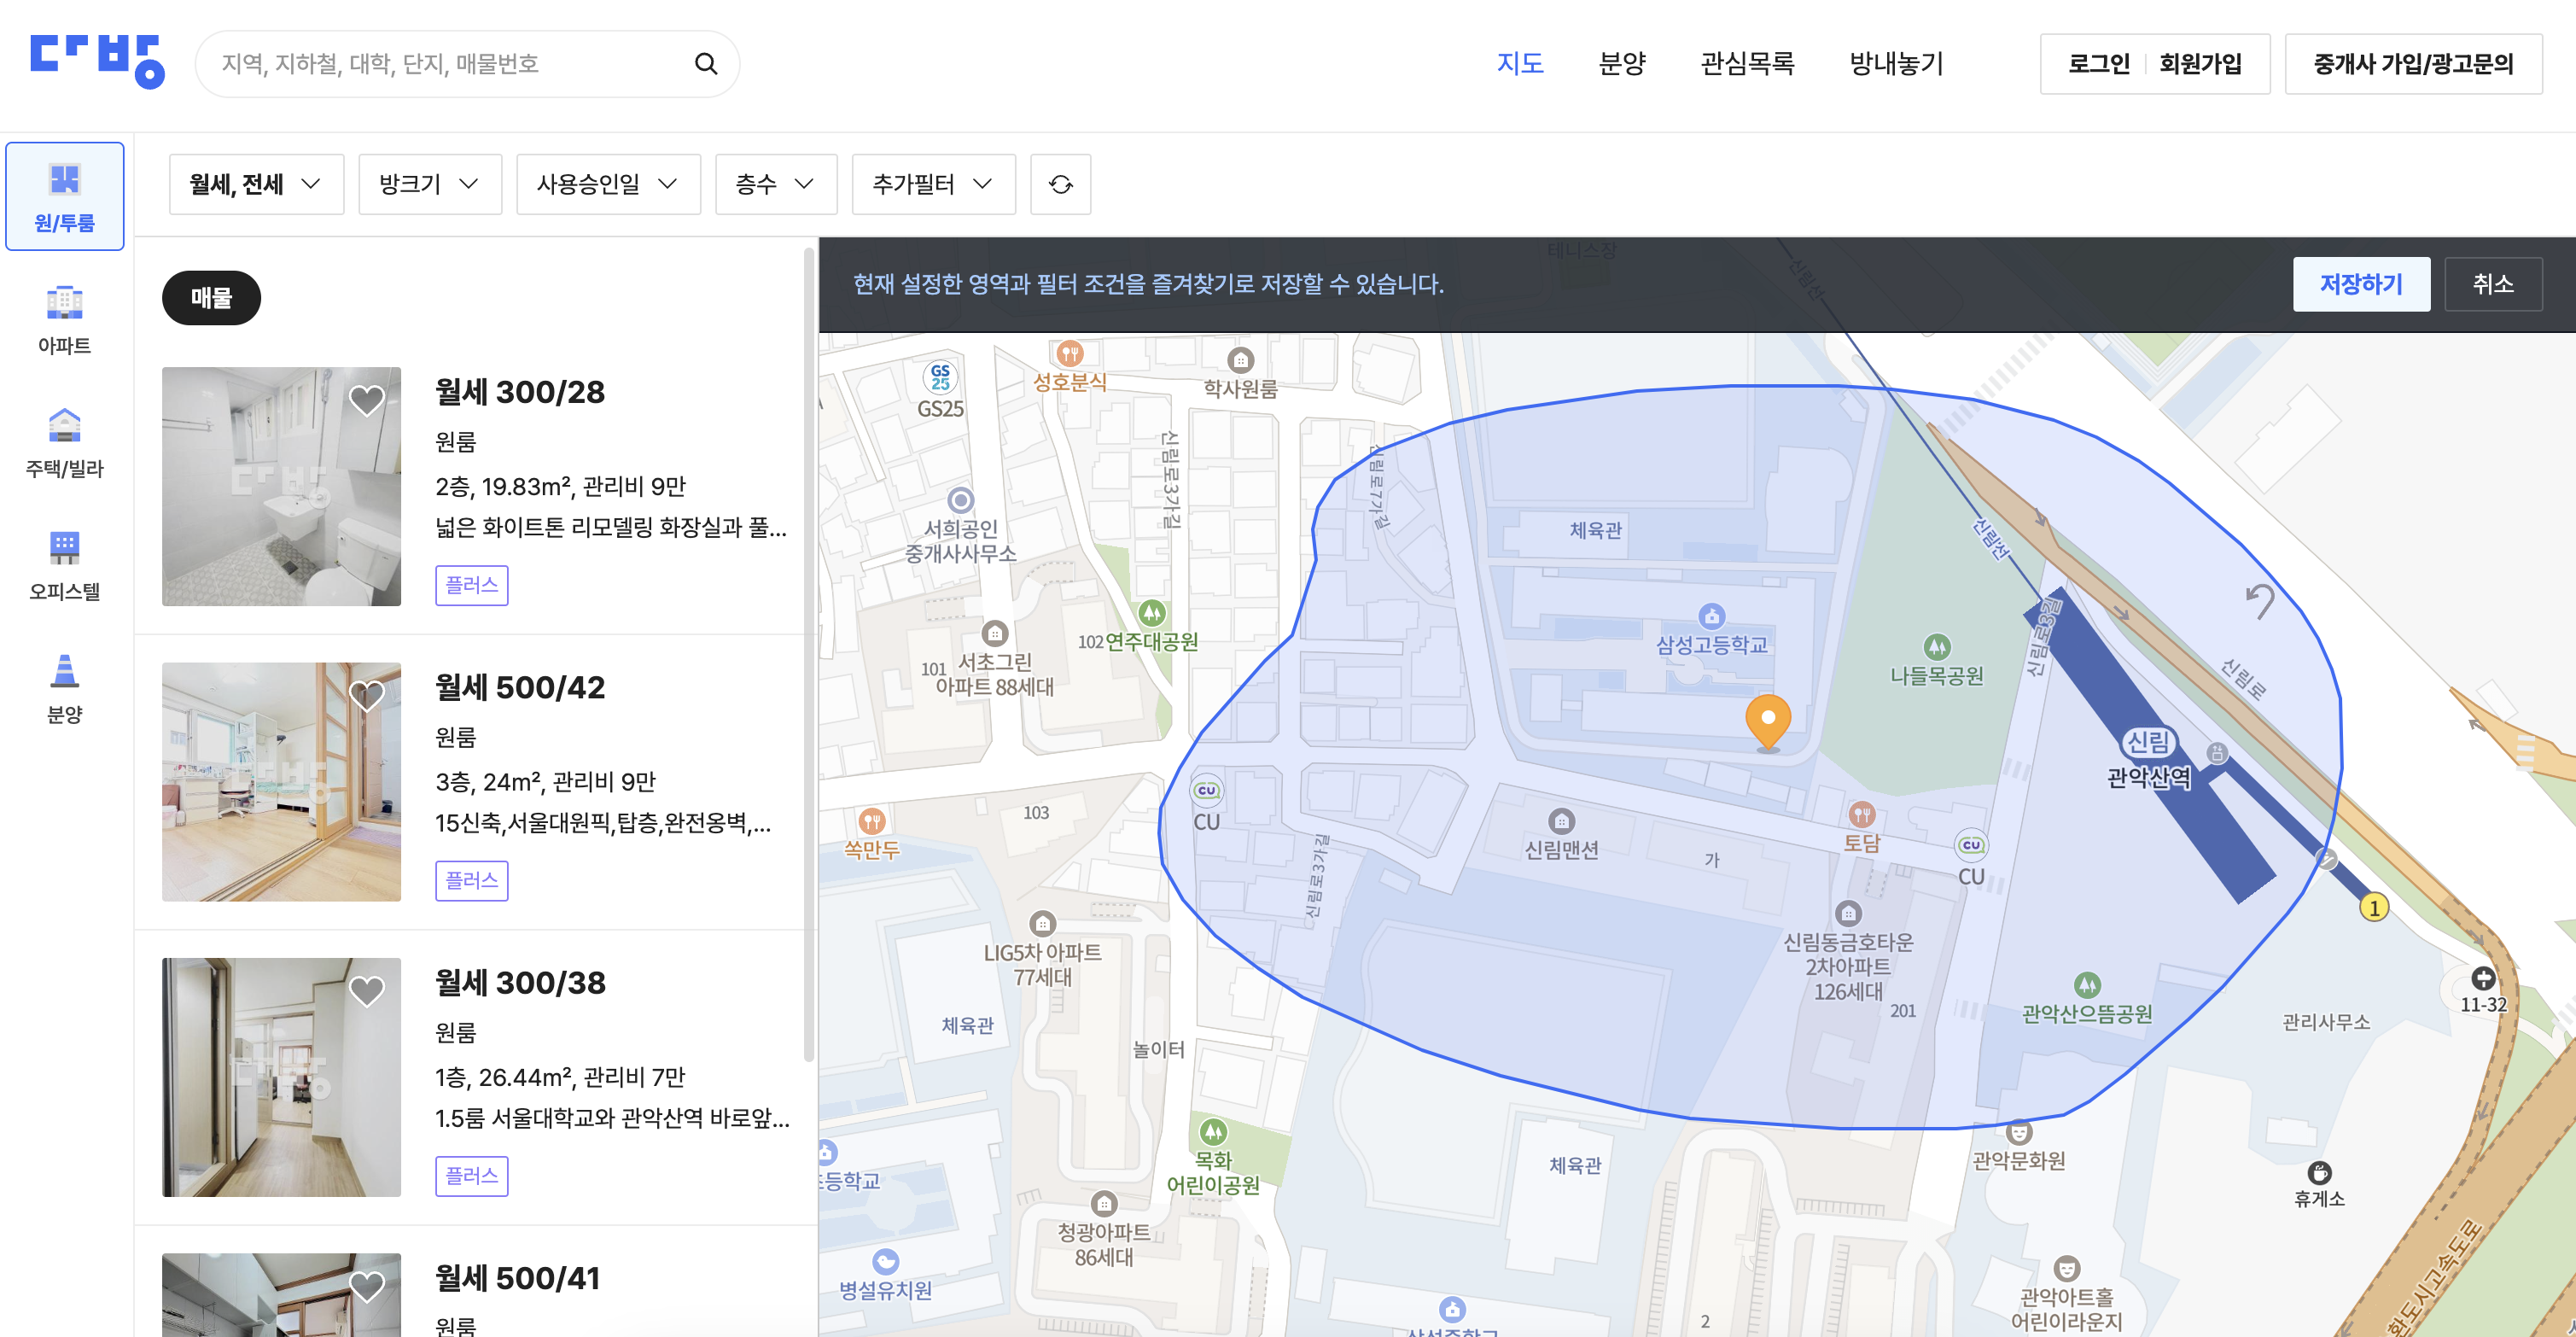 다방
지역, 지하철, 대학, 단지, 매물번호
지도
분양
관심목록
방내놓기
로그인
회원가입
중개사 가입/광고문의
원/투룸
아파트
주택/빌라
오피스텔
분양
월세, 전세
방크기
사용승인일
층수
추가필터
매물
월세 300/28
원룸
2층, 19.83m², 관리비 9만
넓은 화이트톤 리모델링 화장실과 풀...
플러스
월세 500/42
원룸
3층, 24m², 관리비 9만
15신축,서울대원픽,탑층,완전옹벽,...
플러스
월세 300/38
원룸
1층, 26.44m², 관리비 7만
1.5룸 서울대학교와 관악산역 바로앞...
플러스
월세 500/41
원룸
테니스장
신림선
현재 설정한 영역과 필터 조건을 즐겨찾기로 저장할 수 있습니다.
저장하기
취소
GS
25
GS25
성호분식
학사원룸
신림로3가길
신림로7가길
서희공인
중개사사무소
체육관
신림선
102
연주대공원
101
서초그린
아파트 88세대
삼성고등학교
나들목공원
신림로3길
신림로
신림
관악산역
CU
CU
103
쑥만두
신림맨션
가
토담
CU
CU
신림로3가길
1
LIG5차 아파트
77세대
신림동금호타운
2차아파트
126세대
201
관악산으뜸공원
관리사무소
11-32
체육관
놀이터
목화
어린이공원
체육관
관악문화원
휴게소
초등학교
청광아파트
86세대
병설유치원
관악아트홀
어린이라운지
삼성중학교
2
환도시고속도로